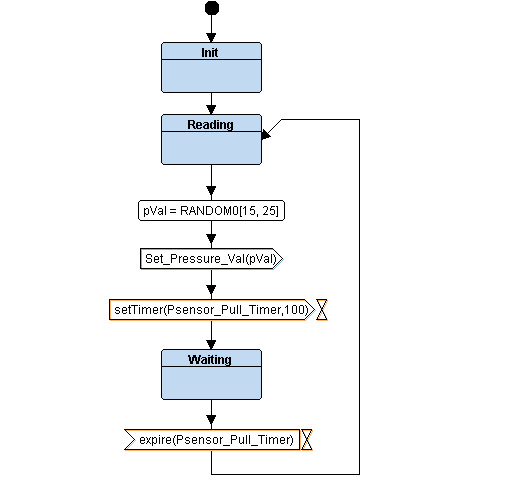 Init
Reading
pVal = RANDOM0[15, 25]
Set_Pressure_Val(pVal)
setTimer(Psensor_Pull_Timer,100)
Waiting
expire(Psensor_Pull_Timer)